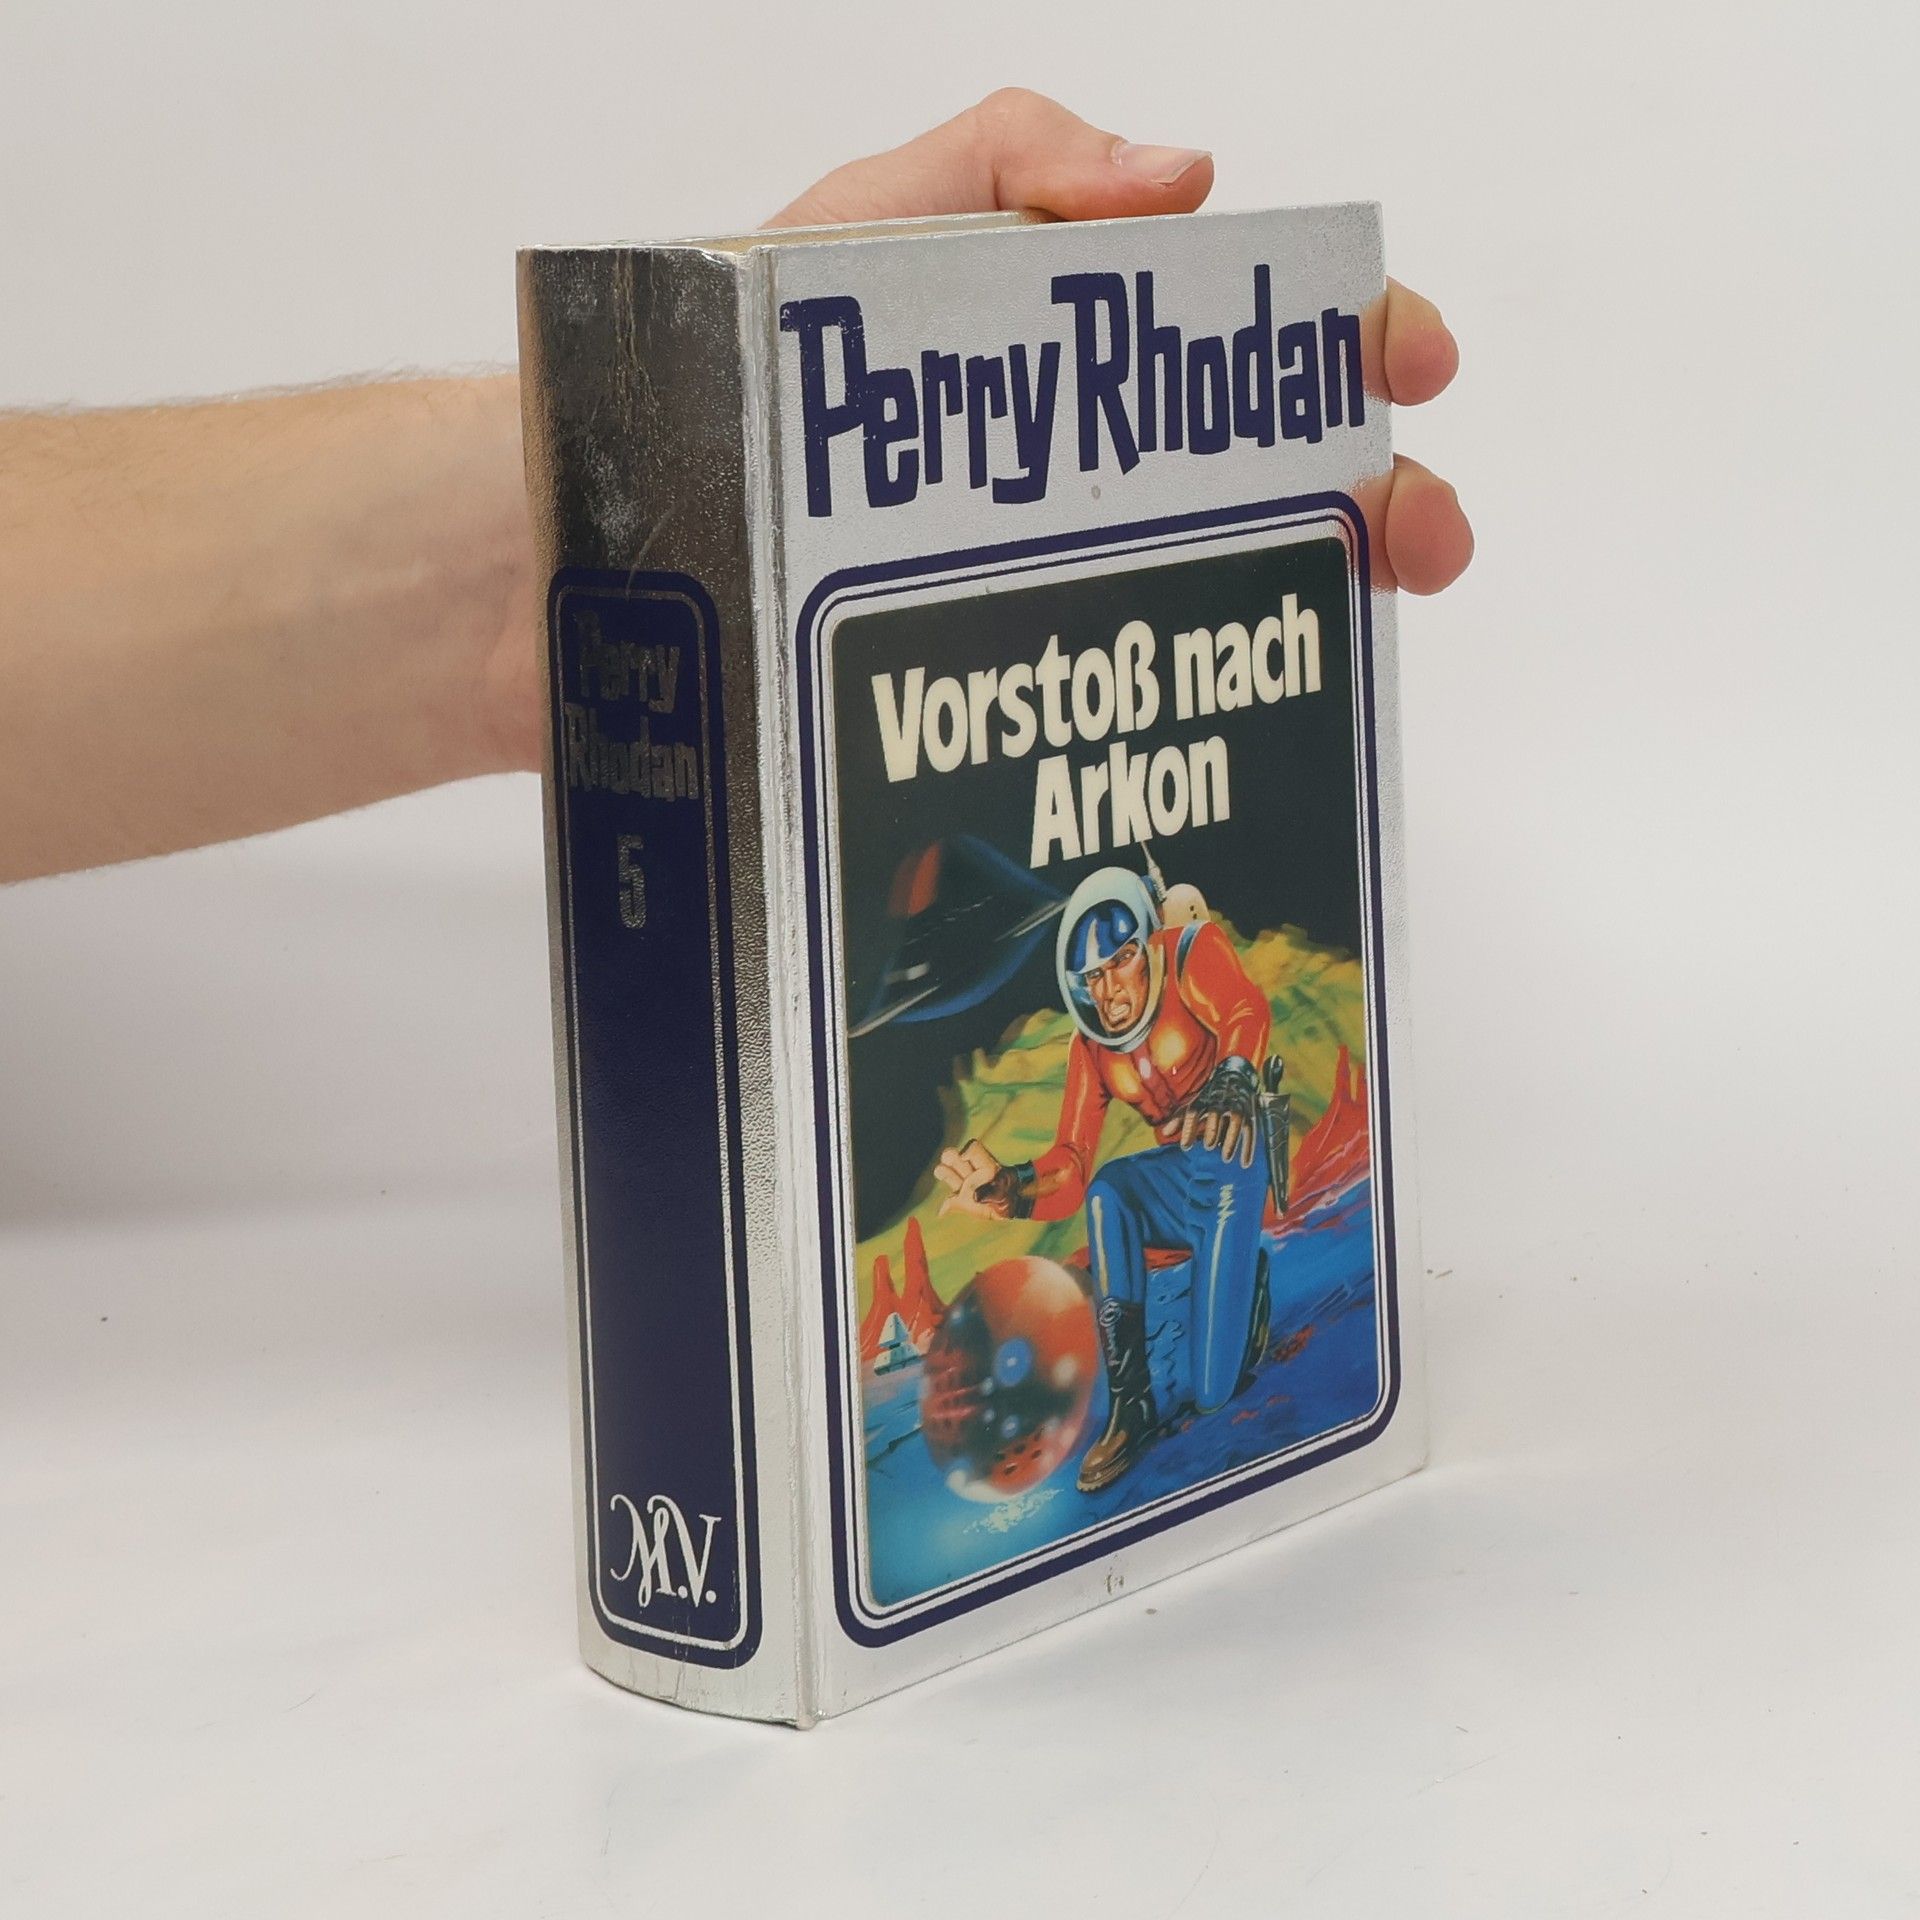 Perry Rhodan
Vorstoß nach
Arkon
Perry
Rhodan
5
M.V.